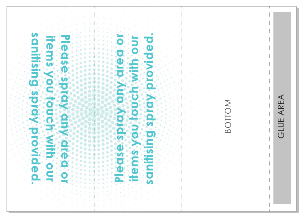 Please spray any area or
items you touch with our
sanitising spray provided.
Please spray any area or
items you touch with our
sanitising spray provided.
BOTTOM
GLUE AREA